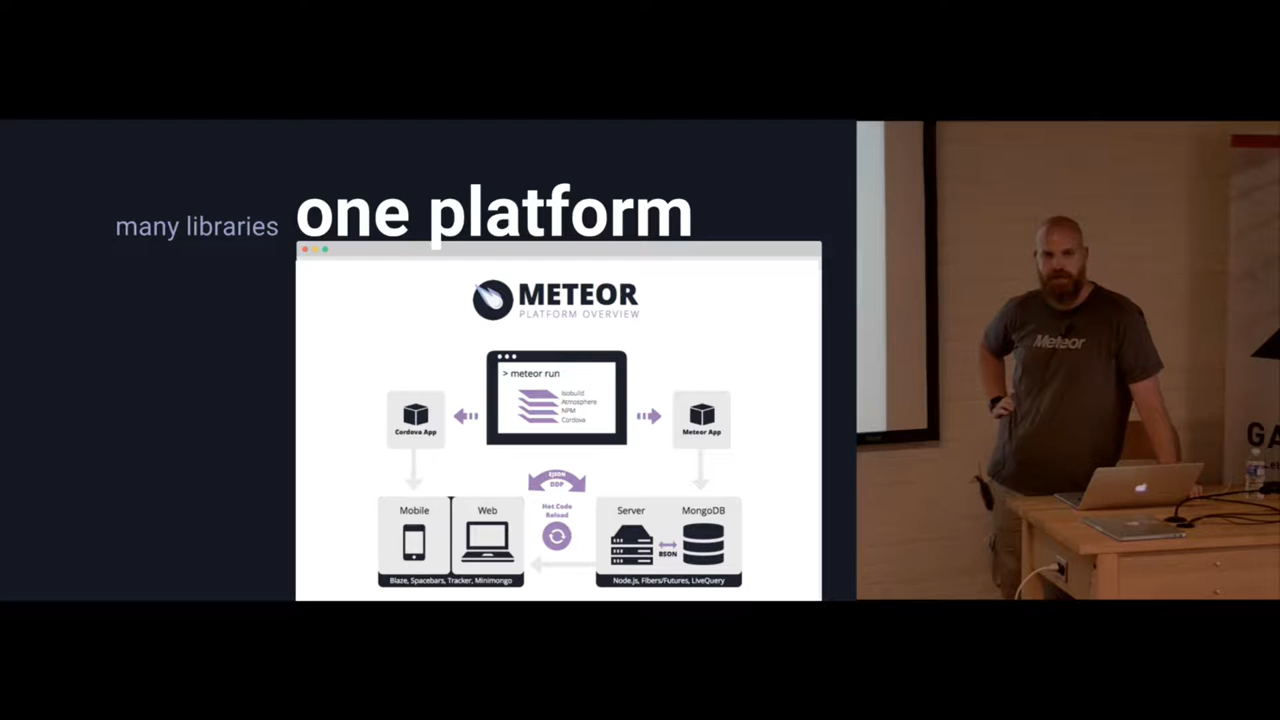 many libraries one platform
METEOR
PLATFORM OVERVIEW
> meteor run
Isobuild
Atmosphere
NPM
Cordova
Cordova App
Meteor App
EJSON
DDP
Hot Code
Reload
Mobile
Web
Server
MongoDB
BSON
Blaze, Spacebars, Tracker, Minimongo
Node.js, Fibers/Futures, LiveQuery
Meteor
GA